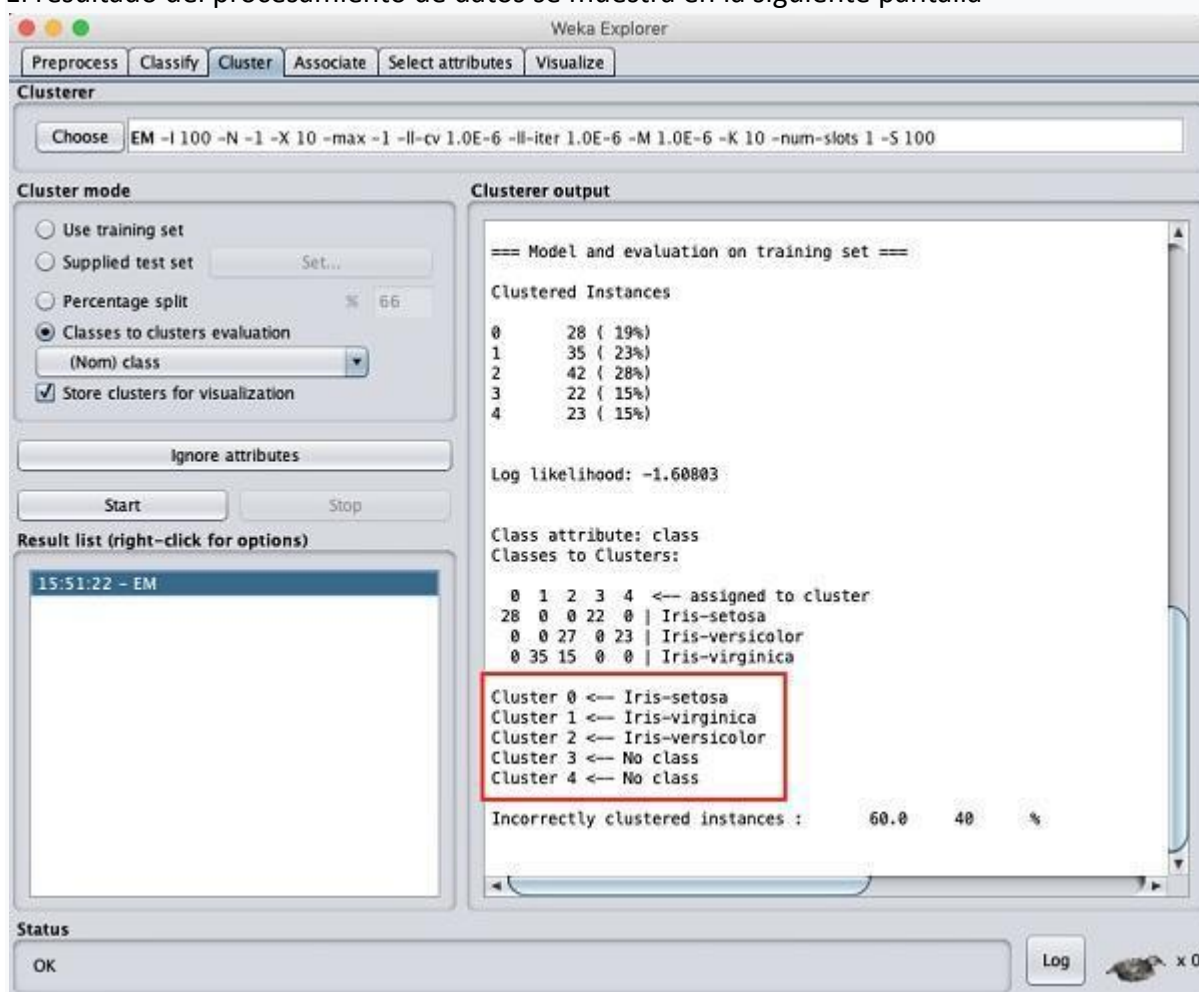 El resultado del procesamiento de datos se muestra en la siguiente pantalla
Weka Explorer
Preprocess Classify Cluster Associate Select attributes Visualize
Clusterer
Choose EM -I 100 -N -1 -X 10 -max -1 -ll-cv 1.0E-6 -ll-iter 1.0E-6 -M 1.0E-6 -K 10 -num-slots 1 -S 100
Cluster mode
Use training set
Supplied test set Set...
Percentage split % 66
Classes to clusters evaluation
(Nom) class
Store clusters for visualization
Ignore attributes
Start Stop
Result list (right-click for options)
15:51:22 - EM
Clusterer output
=== Model and evaluation on training set ===
Clustered Instances
0 28 ( 19%)
1 35 ( 23%)
2 42 ( 28%)
3 22 ( 15%)
4 23 ( 15%)
Log likelihood: -1.60803
Class attribute: class
Classes to Clusters:
0 1 2 3 4 <-- assigned to cluster
28 0 0 22 0 | Iris-setosa
0 0 27 0 23 | Iris-versicolor
0 35 15 0 0 | Iris-virginica
Cluster 0 <-- Iris-setosa
Cluster 1 <-- Iris-virginica
Cluster 2 <-- Iris-versicolor
Cluster 3 <-- No class
Cluster 4 <-- No class
Incorrectly clustered instances : 60.0 40 %
Status
OK
Log x 0